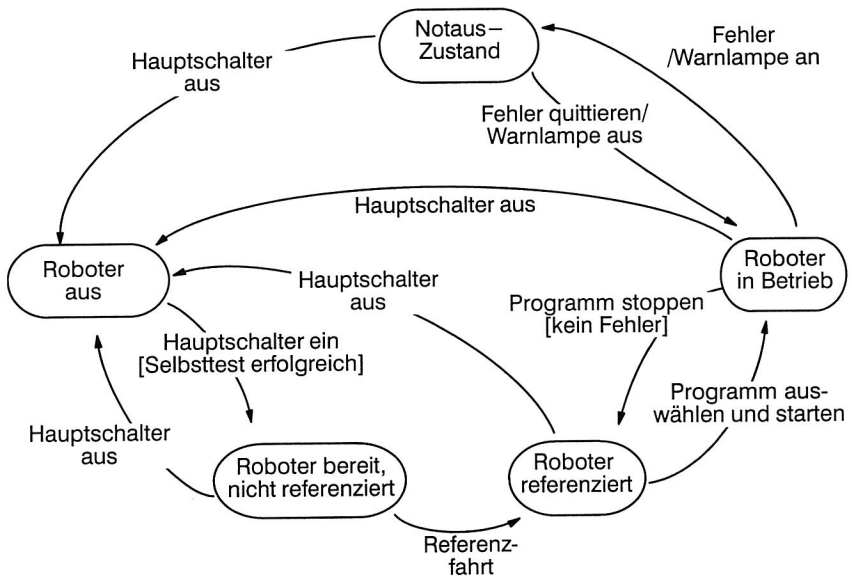 Notaus–
Zustand
Fehler
/Warnlampe an
Hauptschalter
aus
Fehler quittieren/
Warnlampe aus
Hauptschalter aus
Roboter
aus
Roboter
in Betrieb
Hauptschalter
aus
Programm stoppen
[kein Fehler]
Hauptschalter ein
[Selbsttest erfolgreich]
Programm aus-
wählen und starten
Hauptschalter
aus
Roboter bereit,
nicht referenziert
Roboter
referenziert
Referenz-
fahrt